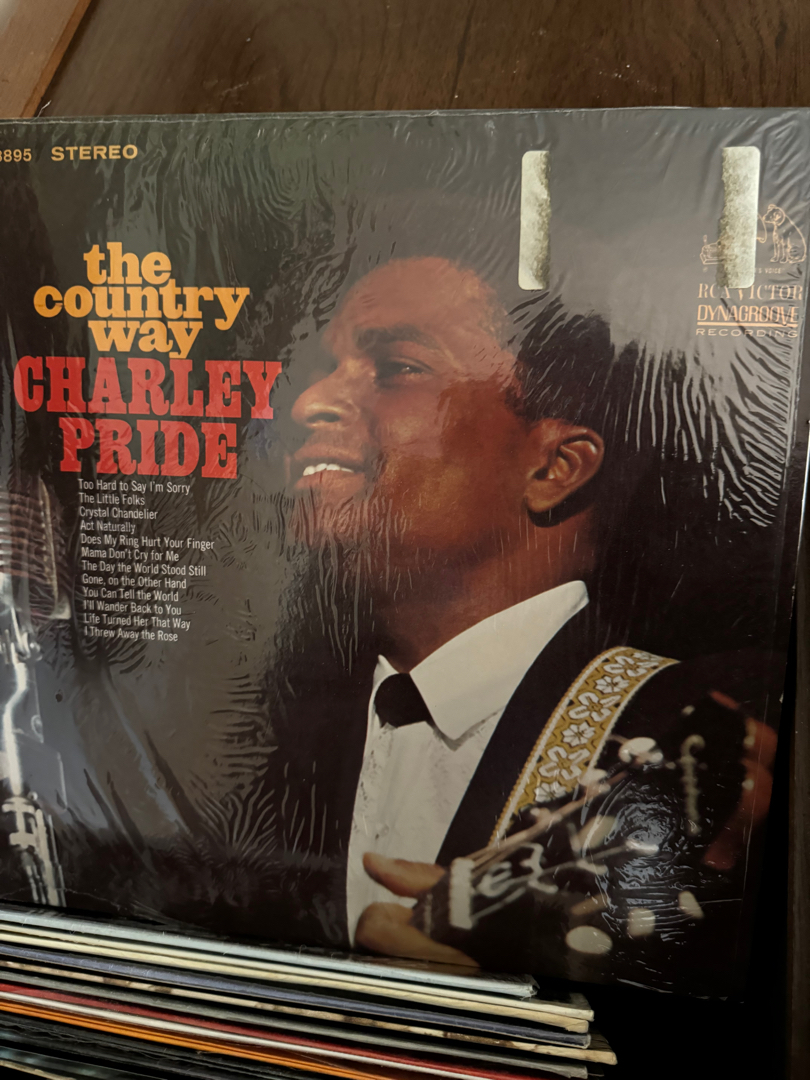 3895 STEREO
the
country
way
CHARLEY
PRIDE
Too Hard to Say I'm Sorry
The Little Folks
Crystal Chandelier
Act Naturally
Does My Ring Hurt Your Finger
Mama Don't Cry for Me
The Day the World Stood Still
Gone, on the Other Hand
You Can Tell the World
I'll Wander Back to You
Life Turned Her That Way
I Threw Away the Rose
VOICE"
RCA VICTOR
DYNAGROOVE
RECORDING